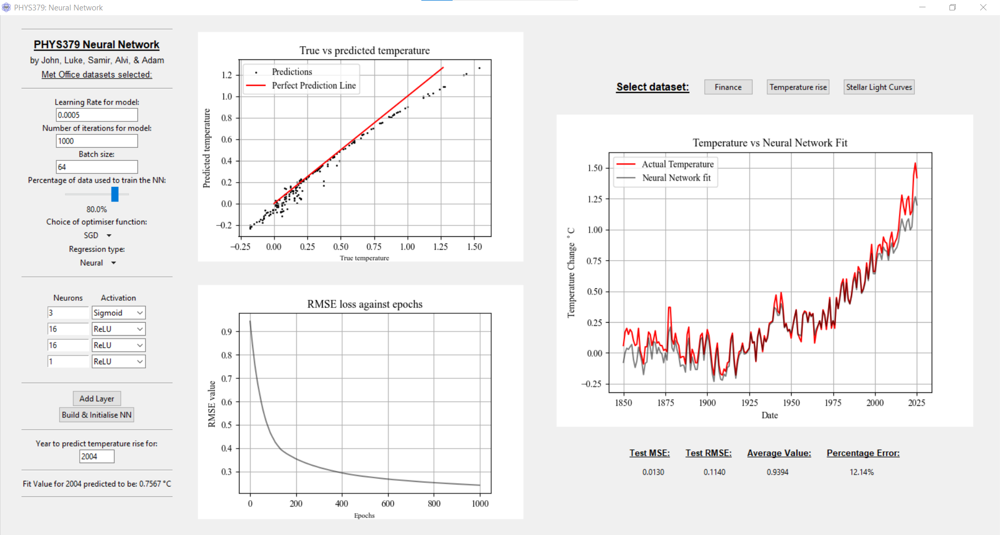 PHYS379: Neural Network
PHYS379 Neural Network
by John, Luke, Samir, Alvi, & Adam
Met Office datasets selected:
Learning Rate for model:
0.0005
Number of iterations for model:
1000
Batch size:
64
Percentage of data used to train the NN:
80.0%
Choice of optimiser function:
SGD
Regression type:
Neural
Neurons Activation
3 Sigmoid
16 ReLU
16 ReLU
1 ReLU
Add Layer
Build & Initialise NN
Year to predict temperature rise for:
2004
Fit Value for 2004 predicted to be: 0.7567 °C
True vs predicted temperature
Predictions
Perfect Prediction Line
Predicted temperature
1.2
1.0
0.8
0.6
0.4
0.2
0.0
−0.2
−0.25 0.00 0.25 0.50 0.75 1.00 1.25 1.50
True temperature
RMSE loss against epochs
RMSE value
0.9
0.8
0.7
0.6
0.5
0.4
0.3
0 200 400 600 800 1000
Epochs
Select dataset: Finance Temperature rise Stellar Light Curves
Temperature vs Neural Network Fit
Actual Temperature
Neural Network fit
Temperature Change °C
1.50
1.25
1.00
0.75
0.50
0.25
0.00
−0.25
1850 1875 1900 1925 1950 1975 2000 2025
Date
Test MSE: Test RMSE: Average Value: Percentage Error:
0.0130 0.1140 0.9394 12.14%